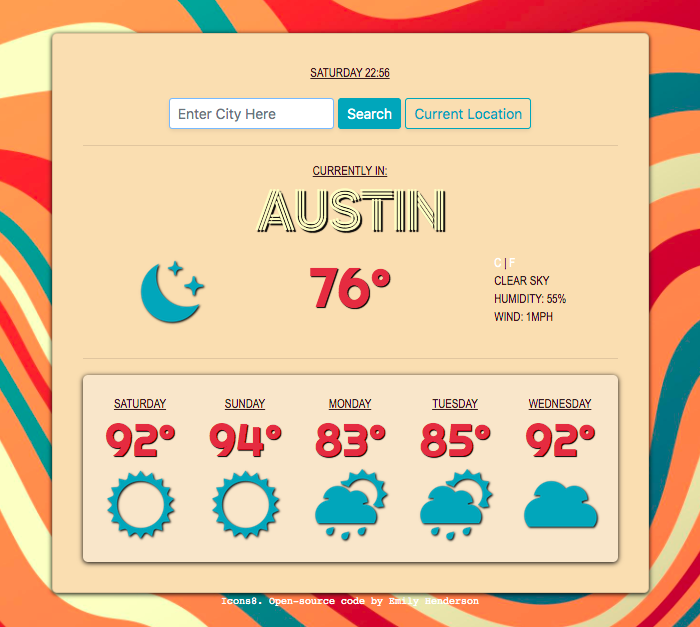 SATURDAY 22:56
Enter City Here Search Current Location
CURRENTLY IN:
AUSTIN
76°
C | F
CLEAR SKY
HUMIDITY: 55%
WIND: 1MPH
SATURDAY SUNDAY MONDAY TUESDAY WEDNESDAY
92° 94° 83° 85° 92°
Icons8. Open-source code by Emily Henderson